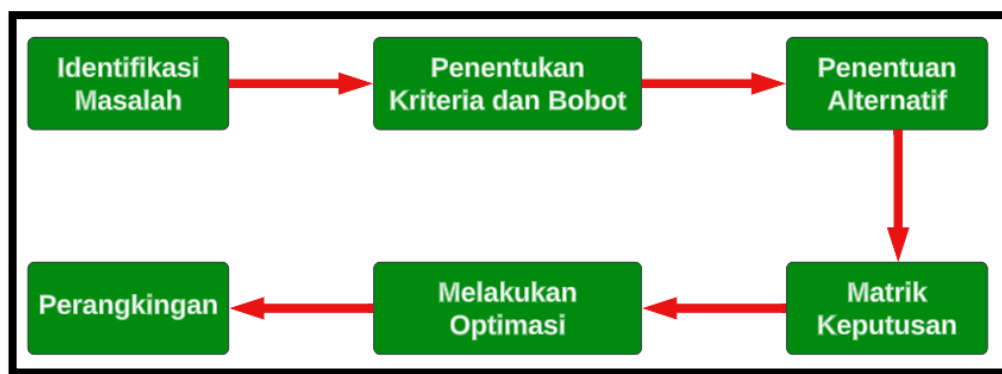 Identifikasi
Masalah
Penentukan
Kriteria dan Bobot
Penentuan
Alternatif
Matrik
Keputusan
Melakukan
Optimasi
Perangkingan